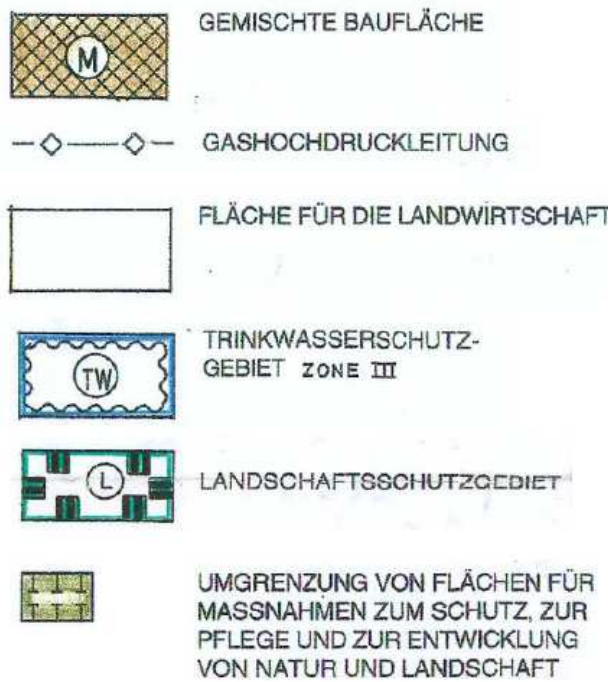 GEMISCHTE BAUFLÄCHE
M
GASHOCHDRUCKLEITUNG
FLÄCHE FÜR DIE LANDWIRTSCHAFT
TRINKWASSERSCHUTZ-
GEBIET ZONE III
TW
L
LANDSCHAFTSSCHUTZGEBIET
UMGRENZUNG VON FLÄCHEN FÜR
MASSNAHMEN ZUM SCHUTZ, ZUR
PFLEGE UND ZUR ENTWICKLUNG
VON NATUR UND LANDSCHAFT